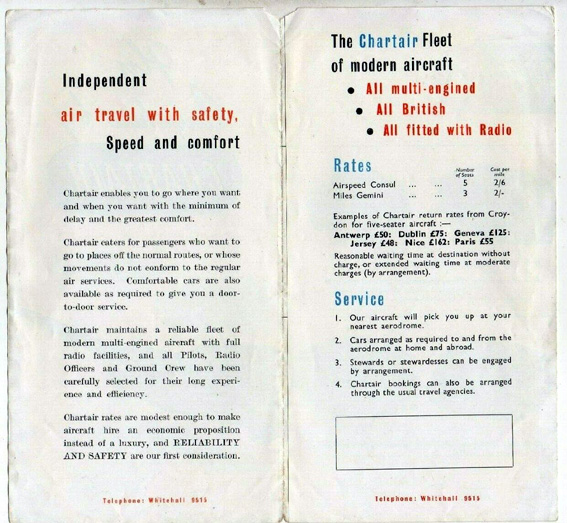 Independent
air travel with safety,
Speed and comfort
Chartair enables you to go where you want
and when you want with the minimum of
delay and the greatest comfort.
Chartair caters for passengers who want to
go to places off the normal routes, or whose
movements do not conform to the regular
air services. Comfortable cars are also
available as required to give you a door-
to-door service.
Chartair maintains a reliable fleet of
modern multi-engined aircraft with full
radio facilities, and all Pilots, Radio
Officers and Ground Crew have been
carefully selected for their long experi-
ence and efficiency.
Chartair rates are modest enough to make
aircraft hire an economic proposition
instead of a luxury, and RELIABILITY
AND SAFETY are our first consideration.
Telephone: Whitehall 9515
The Chartair Fleet
of modern aircraft
● All multi-engined
● All British
● All fitted with Radio
Rates
Number of Seats Cost per mile
Airspeed Consul ... ... 5 2/6
Miles Gemini ... ... 3 2/-
Examples of Chartair return rates from Croy-
don for five-seater aircraft :—
Antwerp £50: Dublin £75: Geneva £125:
Jersey £48: Nice £162: Paris £55
Reasonable waiting time at destination without
charge, or extended waiting time at moderate
charges (by arrangement).
Service
1. Our aircraft will pick you up at your
nearest aerodrome.
2. Cars arranged as required to and from the
aerodrome at home and abroad.
3. Stewards or stewardesses can be engaged
by arrangement.
4. Chartair bookings can also be arranged
through the usual travel agencies.
Telephone: Whitehall 9515